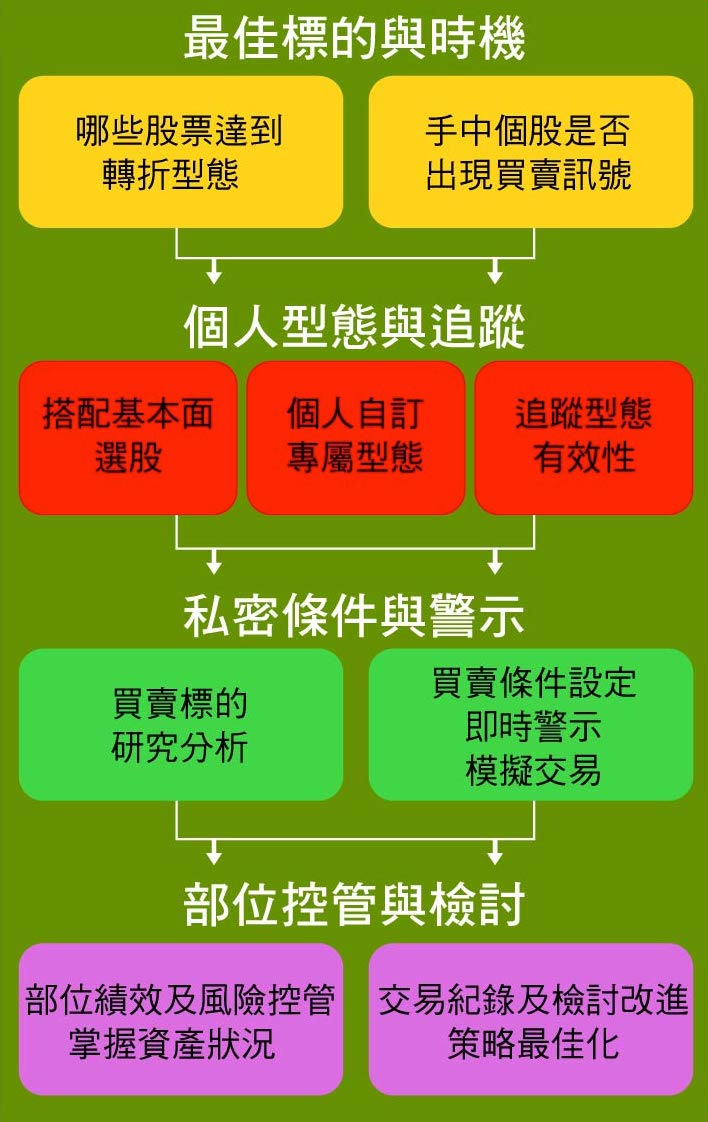 最佳標的與時機
哪些股票達到
轉折型態
手中個股是否
出現買賣訊號
個人型態與追蹤
搭配基本面
選股
個人自訂
專屬型態
追蹤型態
有效性
私密條件與警示
買賣標的
研究分析
買賣條件設定
即時警示
模擬交易
部位控管與檢討
部位績效及風險控管
掌握資產狀況
交易紀錄及檢討改進
策略最佳化